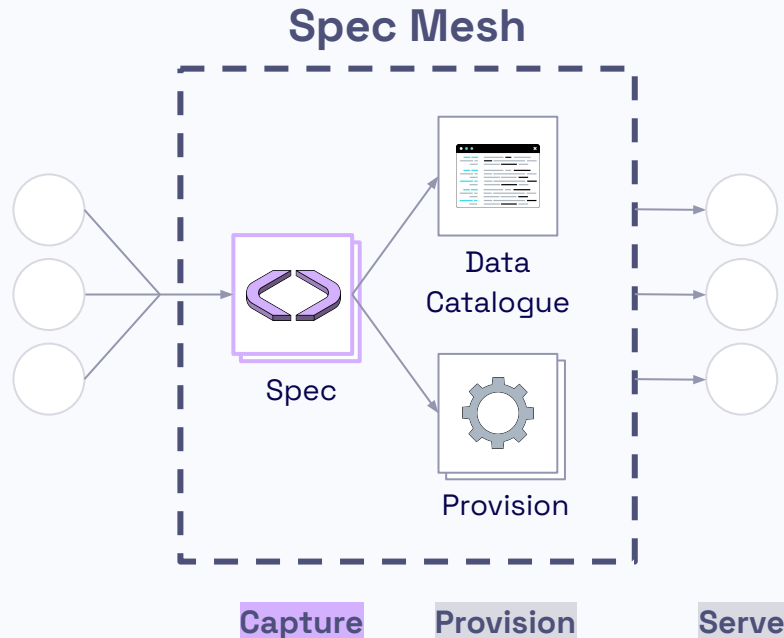 Spec Mesh
Data
Catalogue
Spec
Provision
Capture
Provision
Serve